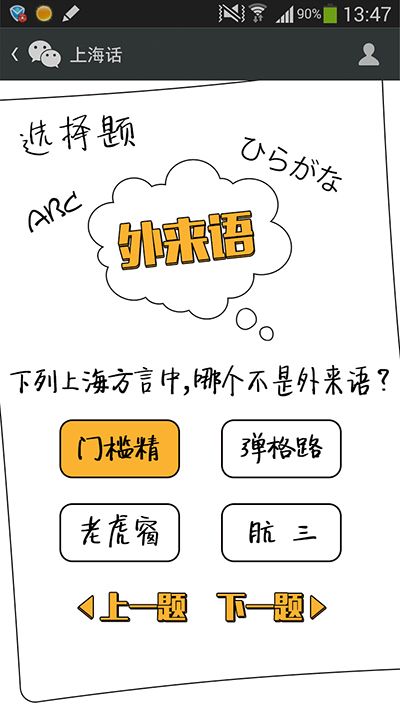 90% 13:47
上海话
选择题
ひらがな
ABC
外来语
下列上海方言中,哪个不是外来语?
门槛精 弹格路
老虎窗 肮三
上一题 下一题